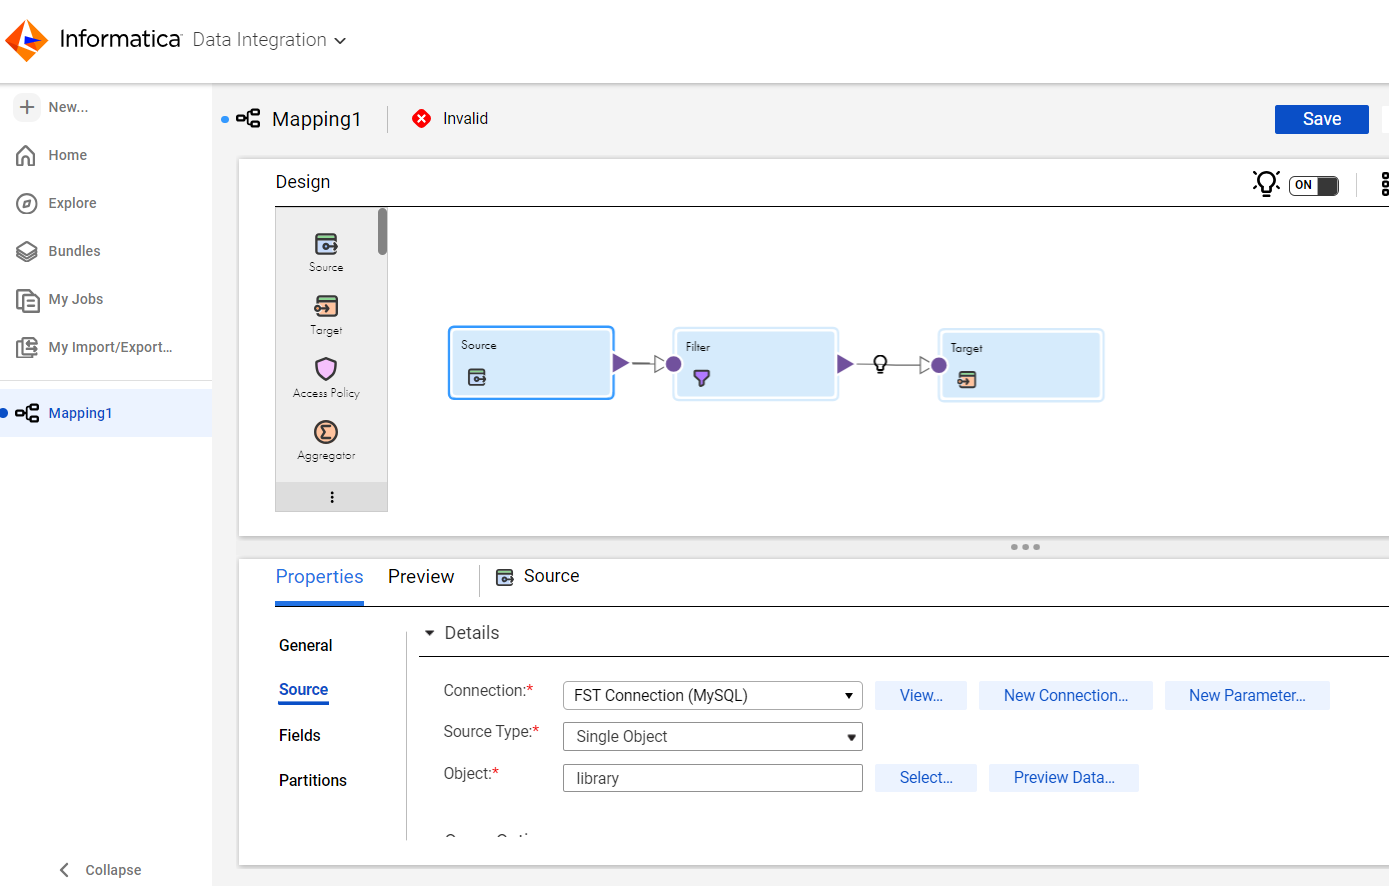 Informatica Data Integration
New...
Home
Explore
Bundles
My Jobs
My Import/Export...
Mapping1
Collapse
Mapping1 Invalid Save
Design ON
Source
Target
Access Policy
Aggregator
Source
Filter
Target
Properties Preview Source
General
Source
Fields
Partitions
Details
Connection:* FST Connection (MySQL) View... New Connection... New Parameter...
Source Type:* Single Object
Object:* library Select... Preview Data...